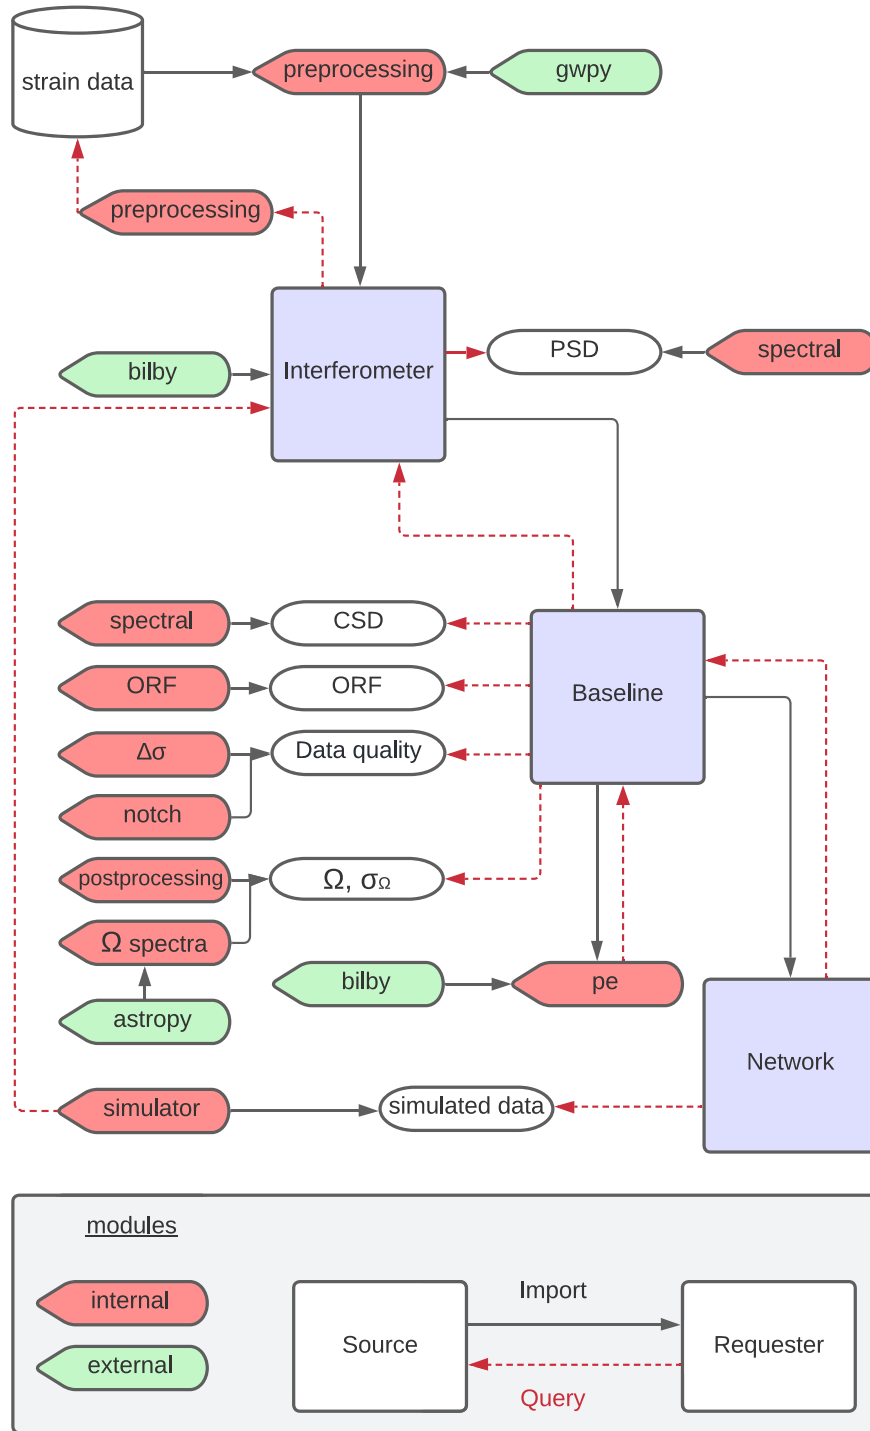 strain data
preprocessing
gwpy
preprocessing
bilby
Interferometer
PSD
spectral
spectral
CSD
ORF
ORF
Baseline
Δσ
Data quality
notch
postprocessing
Ω, σΩ
Ω spectra
bilby
pe
astropy
Network
simulator
simulated data
modules
internal
external
Source
Import
Query
Requester